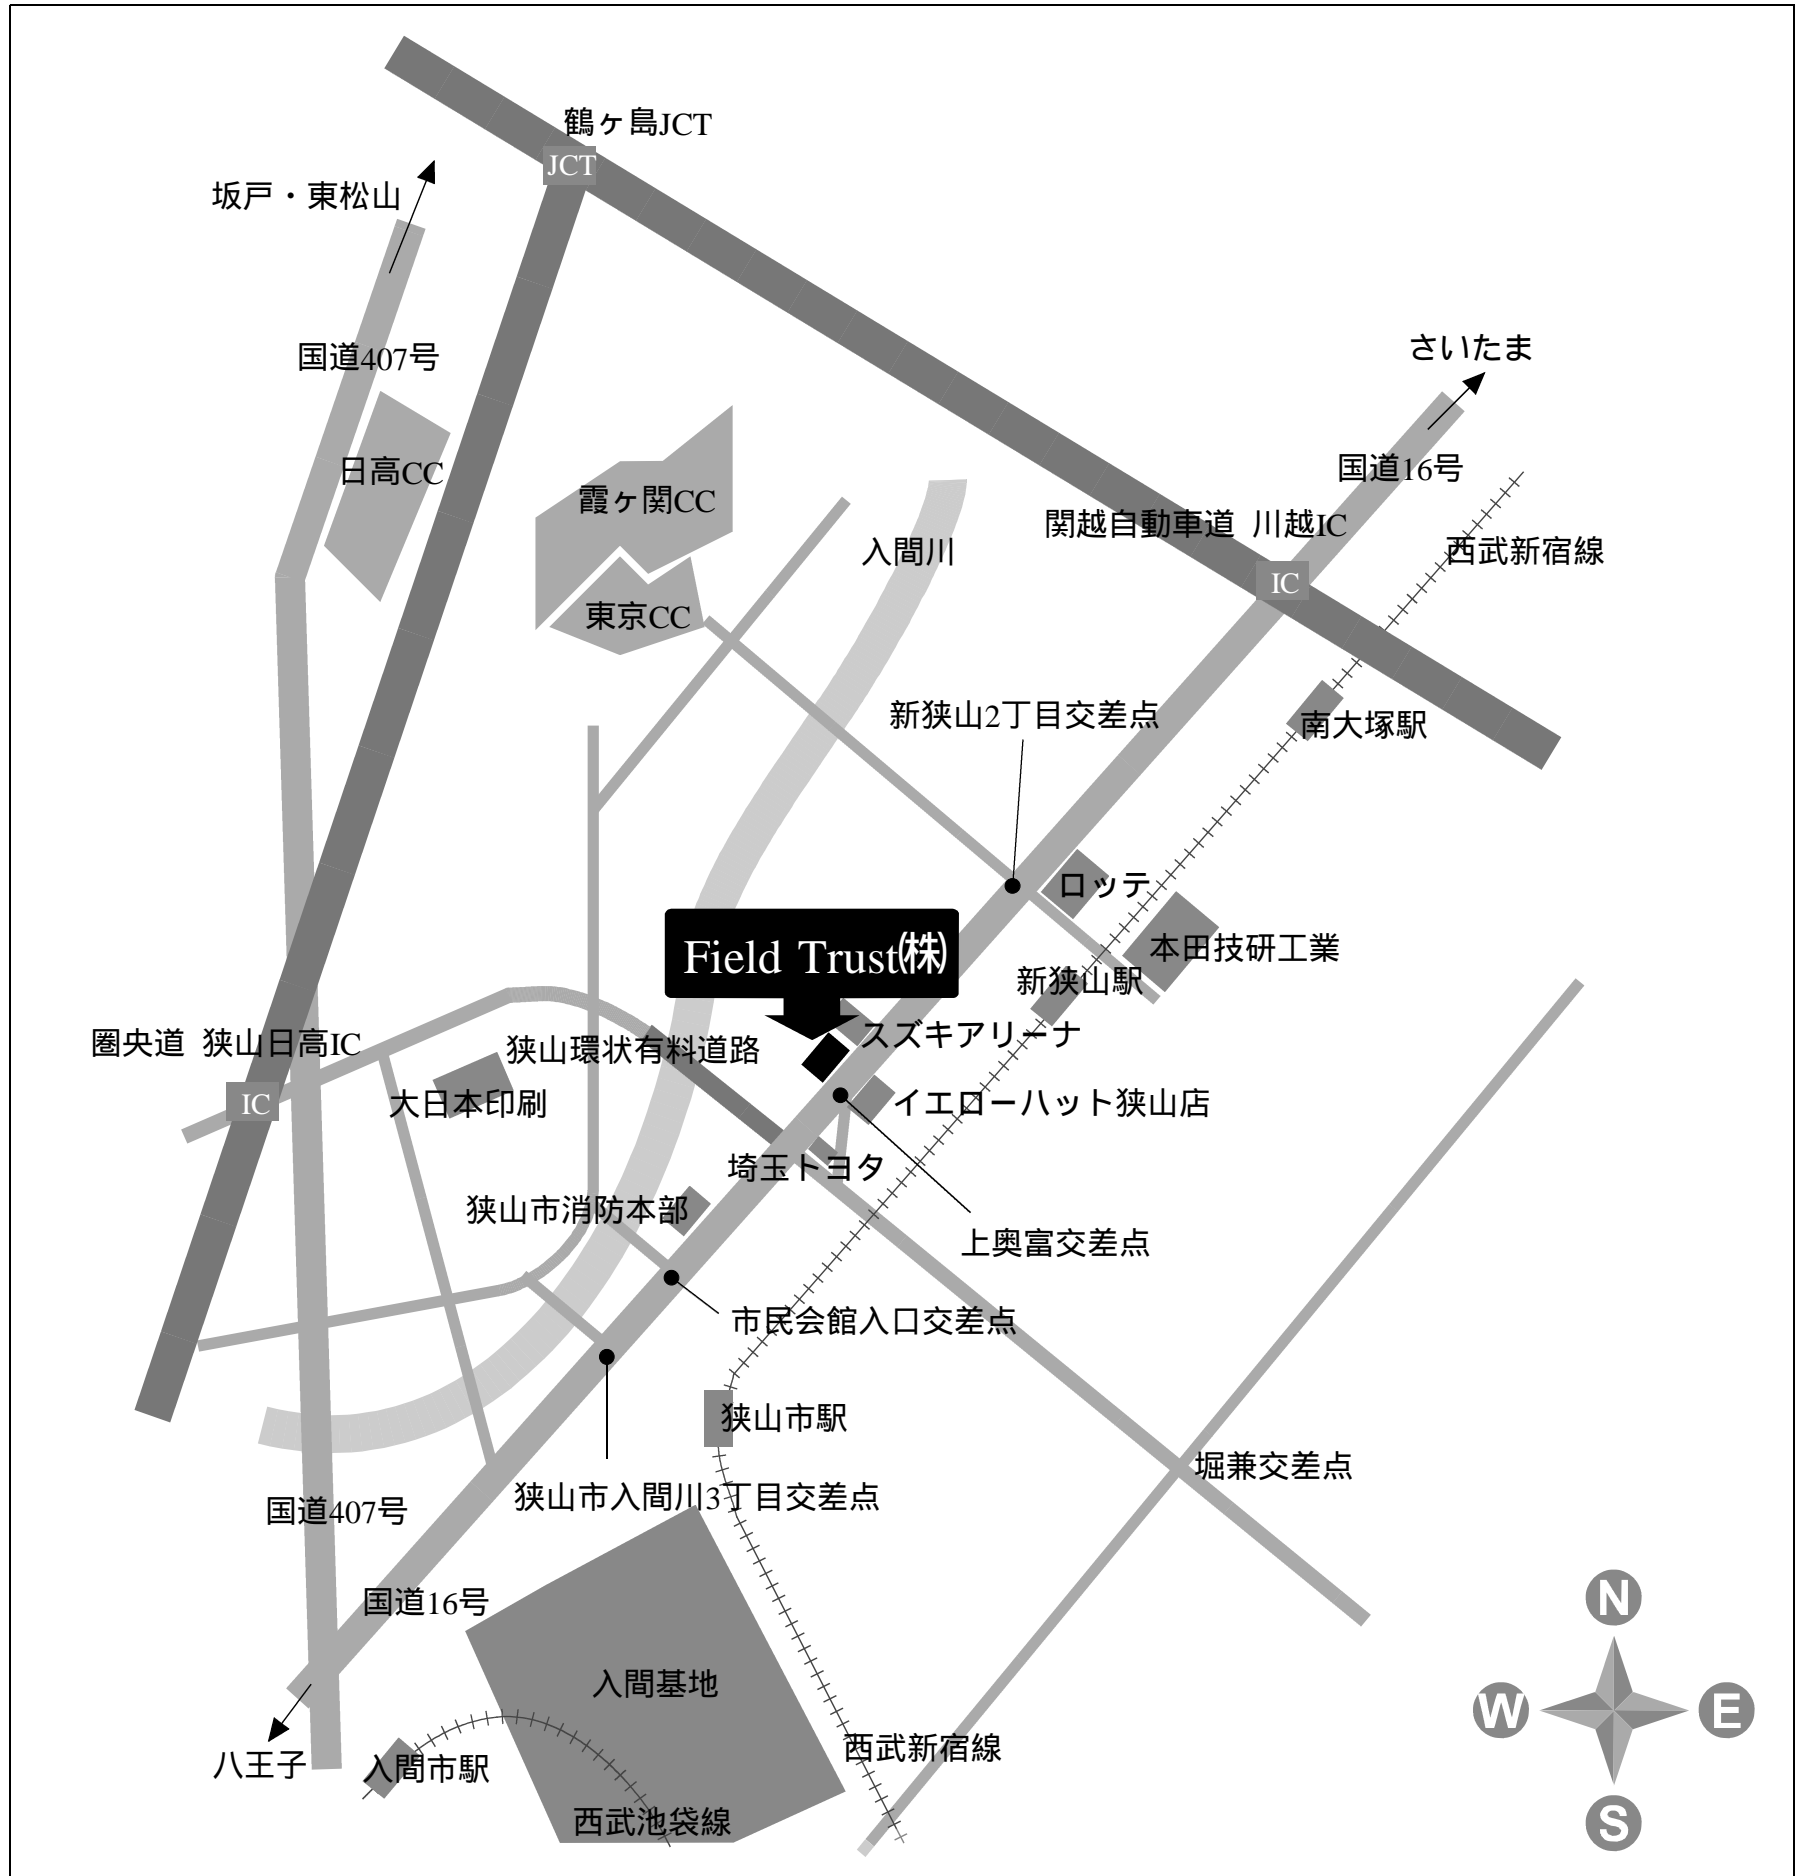 鶴ヶ島JCT
JCT
坂戸・東松山
国道407号
さいたま
日高CC
国道16号
霞ヶ関CC
関越自動車道 川越IC
入間川
西武新宿線
IC
東京CC
新狭山2丁目交差点
南大塚駅
ロッテ
本田技研工業
Field Trust㈱
新狭山駅
スズキアリーナ
圏央道 狭山日高IC
狭山環状有料道路
IC
大日本印刷
イエローハット狭山店
埼玉トヨタ
狭山市消防本部
上奥富交差点
市民会館入口交差点
狭山市駅
堀兼交差点
狭山市入間川3丁目交差点
国道407号
国道16号
N
入間基地
W
E
西武新宿線
八王子
入間市駅
西武池袋線
S